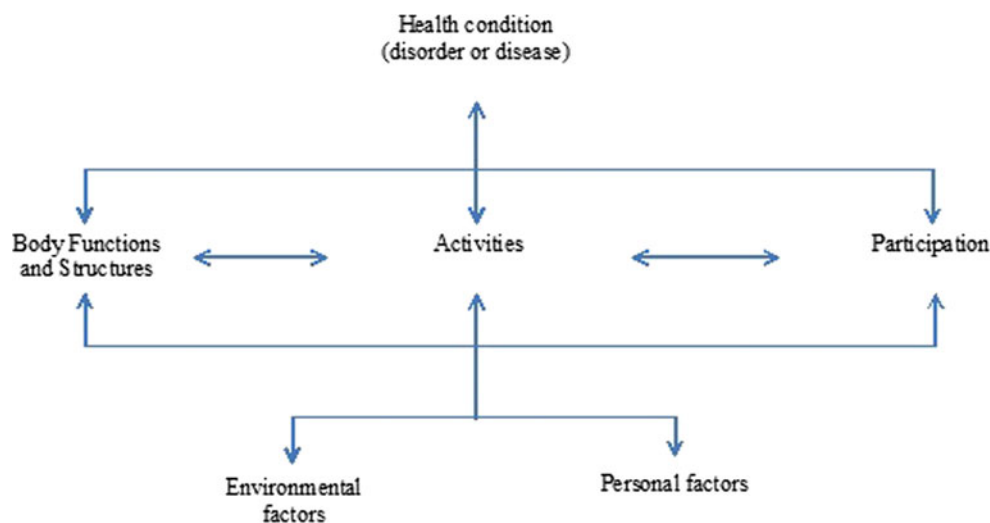 Health condition
(disorder or disease)
Body Functions
and Structures
Activities
Participation
Environmental
factors
Personal factors